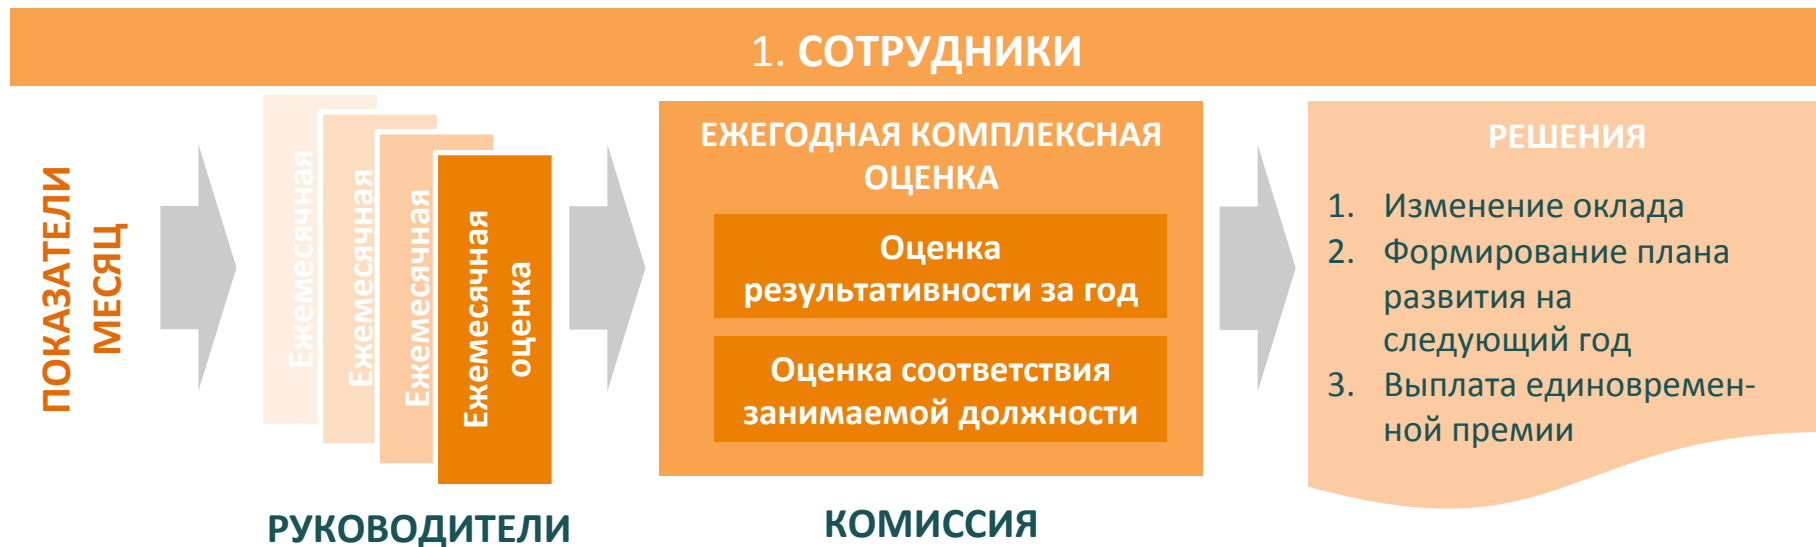 1. СОТРУДНИКИ
ПОКАЗАТЕЛИ
МЕСЯЦ
Ежемесячная
Ежемесячная
Ежемесячная
Ежемесячная
оценка
РУКОВОДИТЕЛИ
ЕЖЕГОДНАЯ КОМПЛЕКСНАЯ
ОЦЕНКА
Оценка
результативности за год
Оценка соответствия
занимаемой должности
КОМИССИЯ
РЕШЕНИЯ
1. Изменение оклада
2. Формирование плана
развития на
следующий год
3. Выплата единовремен-
ной премии